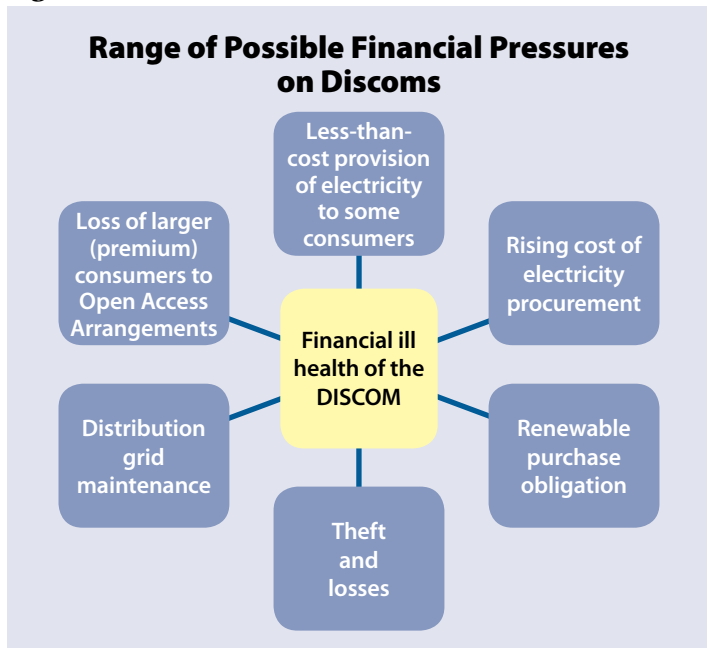 Range of Possible Financial Pressures
on Discoms
Less-than-
cost provision
of electricity
to some
consumers
Loss of larger
(premium)
consumers to
Open Access
Arrangements
Rising cost of
electricity
procurement
Financial ill
health of the
DISCOM
Distribution
grid
maintenance
Renewable
purchase
obligation
Theft
and
losses